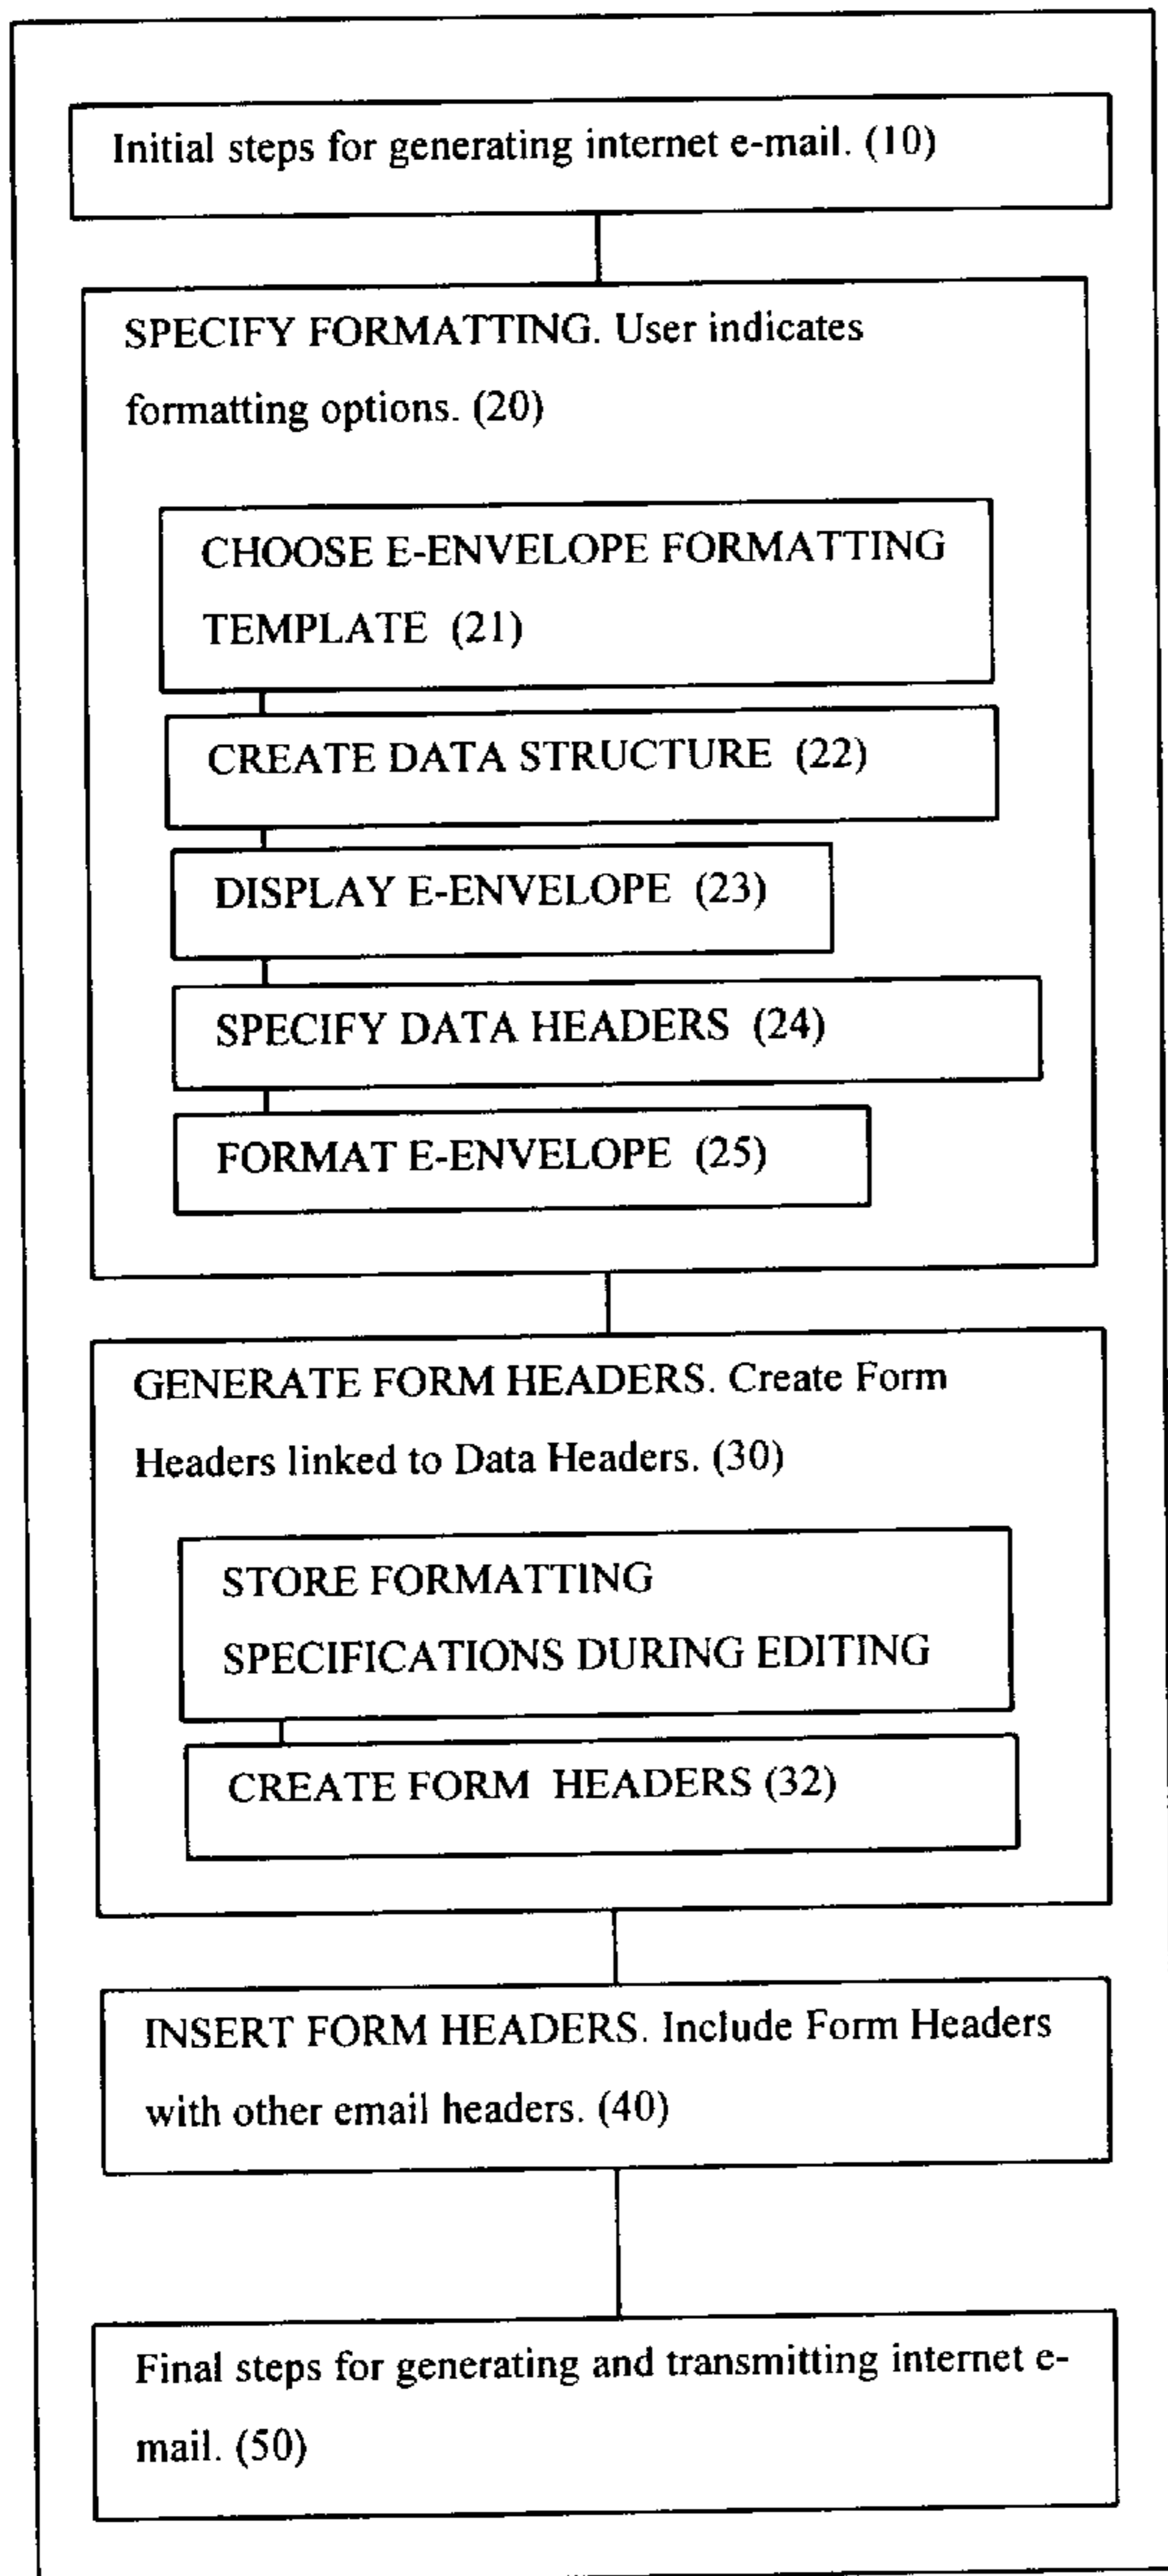 Initial steps for generating internet e-mail. (10)
SPECIFY FORMATTING. User indicates
formatting options. (20)
CHOOSE E-ENVELOPE FORMATTING
TEMPLATE (21)
CREATE DATA STRUCTURE (22)
DISPLAY E-ENVELOPE (23)
SPECIFY DATA HEADERS (24)
FORMAT E-ENVELOPE (25)
GENERATE FORM HEADERS. Create Form
Headers linked to Data Headers. (30)
STORE FORMATTING
SPECIFICATIONS DURING EDITING
CREATE FORM HEADERS (32)
INSERT FORM HEADERS. Include Form Headers
with other email headers. (40)
Final steps for generating and transmitting internet e-
mail. (50)